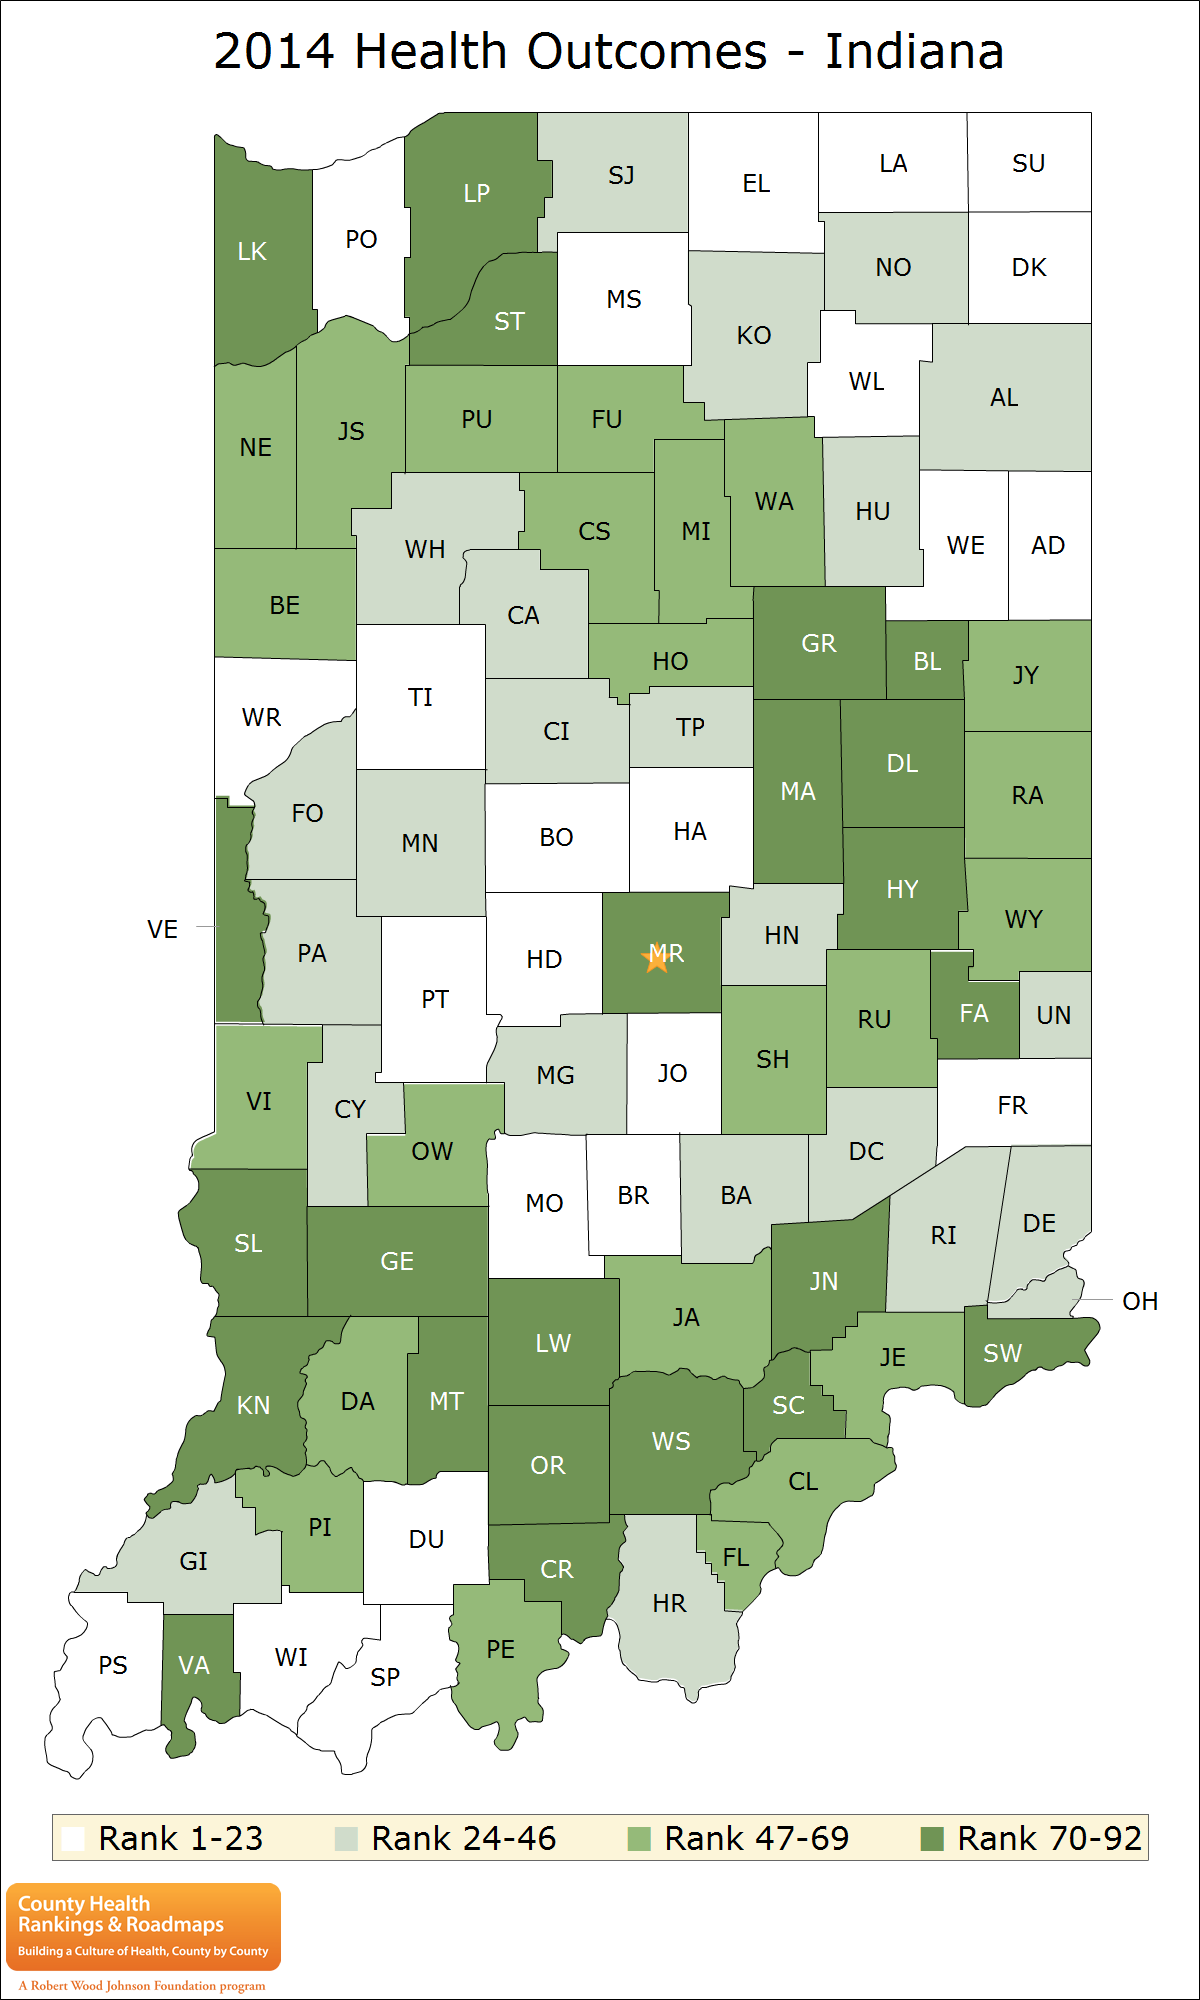 2014 Health Outcomes - Indiana
LK
PO
LP
SJ
EL
LA
SU
NO
DK
MS
ST
KO
WL
AL
NE
JS
PU
FU
WA
HU
WE
AD
CS
MI
WH
BE
CA
HO
GR
BL
JY
TI
WR
CI
TP
MA
DL
RA
FO
MN
BO
HA
HY
WY
VE
PA
HD
MR
HN
PT
RU
FA
UN
SH
MG
JO
VI
CY
FR
OW
DC
MO
BR
BA
RI
DE
SL
GE
JN
OH
JA
LW
JE
SW
KN
DA
MT
SC
WS
OR
CL
PI
DU
GI
CR
FL
HR
PE
PS
VA
WI
SP
Rank 1-23 Rank 24-46 Rank 47-69 Rank 70-92
County Health
Rankings & Roadmaps
Building a Culture of Health, County by County
A Robert Wood Johnson Foundation program